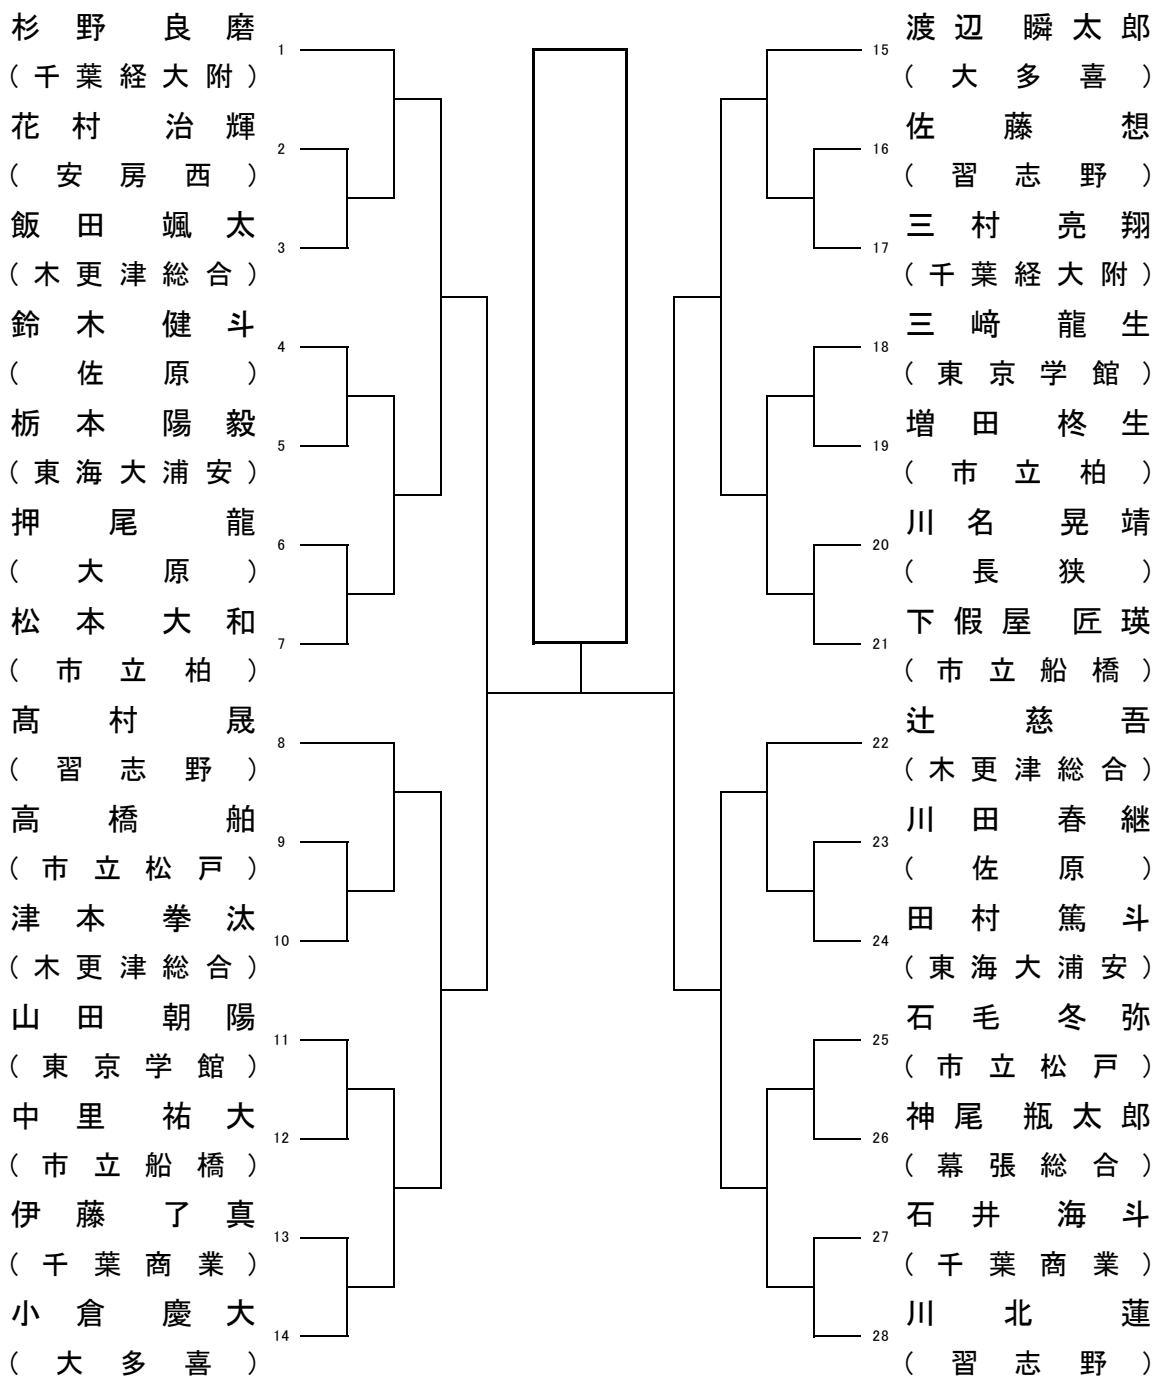 杉野 良磨
1
(千葉経大附)
花村 治輝
2
(安房西)
飯田 颯太
3
(木更津総合)
鈴木 健斗
4
(佐原)
栃本 陽毅
5
(東海大浦安)
押尾 龍
6
(大原)
松本 大和
7
(市立柏)
髙村 晟
8
(習志野)
高橋 舶
9
(市立松戸)
津本 拳汰
10
(木更津総合)
山田 朝陽
11
(東京学館)
中里 祐大
12
(市立船橋)
伊藤 了真
13
(千葉商業)
小倉 慶大
14
(大多喜)
渡辺 瞬太郎
15
(大多喜)
佐藤 想
16
(習志野)
三村 亮翔
17
(千葉経大附)
三﨑 龍生
18
(東京学館)
増田 柊生
19
(市立柏)
川名 晃靖
20
(長狭)
下假屋 匠瑛
21
(市立船橋)
辻 慈吾
22
(木更津総合)
川田 春継
23
(佐原)
田村 篤斗
24
(東海大浦安)
石毛 冬弥
25
(市立松戸)
神尾 瓶太郎
26
(幕張総合)
石井 海斗
27
(千葉商業)
川北 蓮
28
(習志野)